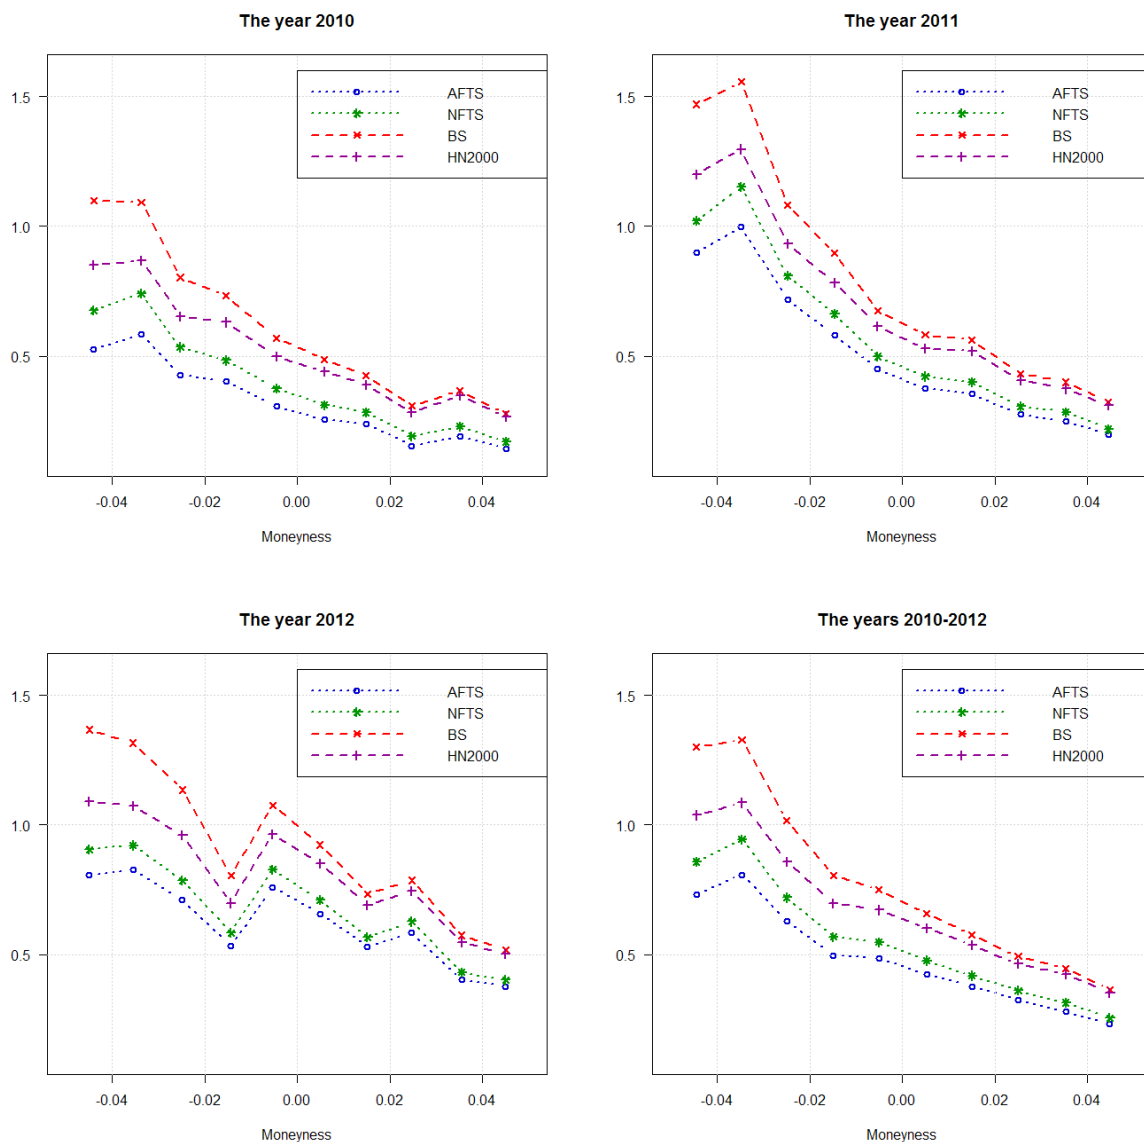 The year 2010
1.5
1.0
0.5
AFTS
NFTS
BS
HN2000
-0.04 -0.02 0.00 0.02 0.04
Moneyness
The year 2011
1.5
1.0
0.5
AFTS
NFTS
BS
HN2000
-0.04 -0.02 0.00 0.02 0.04
Moneyness
The year 2012
1.5
1.0
0.5
AFTS
NFTS
BS
HN2000
-0.04 -0.02 0.00 0.02 0.04
Moneyness
The years 2010-2012
1.5
1.0
0.5
AFTS
NFTS
BS
HN2000
-0.04 -0.02 0.00 0.02 0.04
Moneyness